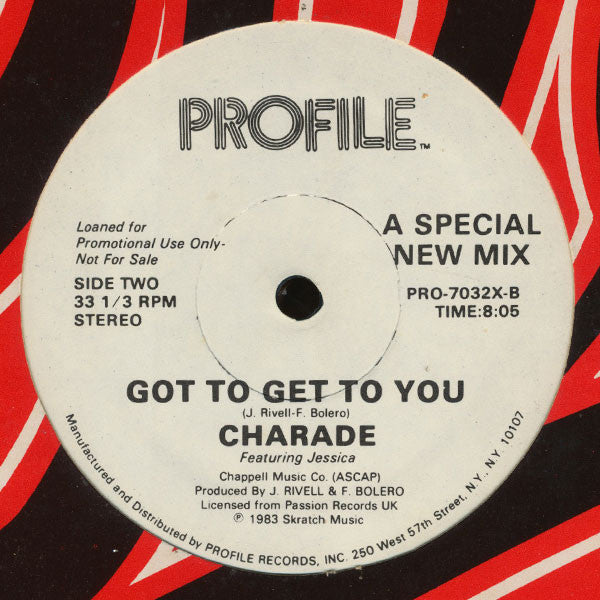 PROFILE™
Loaned for
Promotional Use Only-
Not For Sale
SIDE TWO
33 1/3 RPM
STEREO
A SPECIAL
NEW MIX
PRO-7032X-B
TIME:8:05
GOT TO GET TO YOU
(J. Rivell-F. Bolero)
CHARADE
Featuring Jessica
Chappell Music Co. (ASCAP)
Produced By J. RIVELL & F. BOLERO
Licensed from Passion Records UK
℗ 1983 Skratch Music
Manufactured and Distributed by PROFILE RECORDS, INC. 250 West 57th Street, N.Y. N.Y. 10107